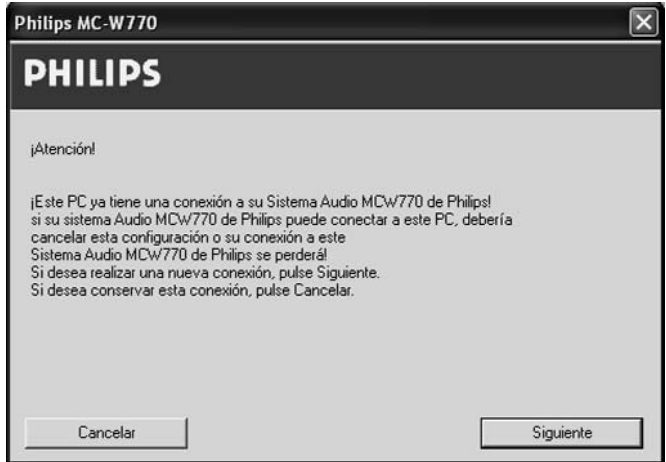 Philips MC-W770
PHILIPS
¡Atención!
¡Este PC ya tiene una conexión a su Sistema Audio MCW770 de Philips!
si su sistema Audio MCW770 de Philips puede conectar a este PC, debería
cancelar esta configuración o su conexión a este
Sistema Audio MCW770 de Philips se perderá!
Si desea realizar una nueva conexión, pulse Siguiente.
Si desea conservar esta conexión, pulse Cancelar.
Cancelar
Siguiente